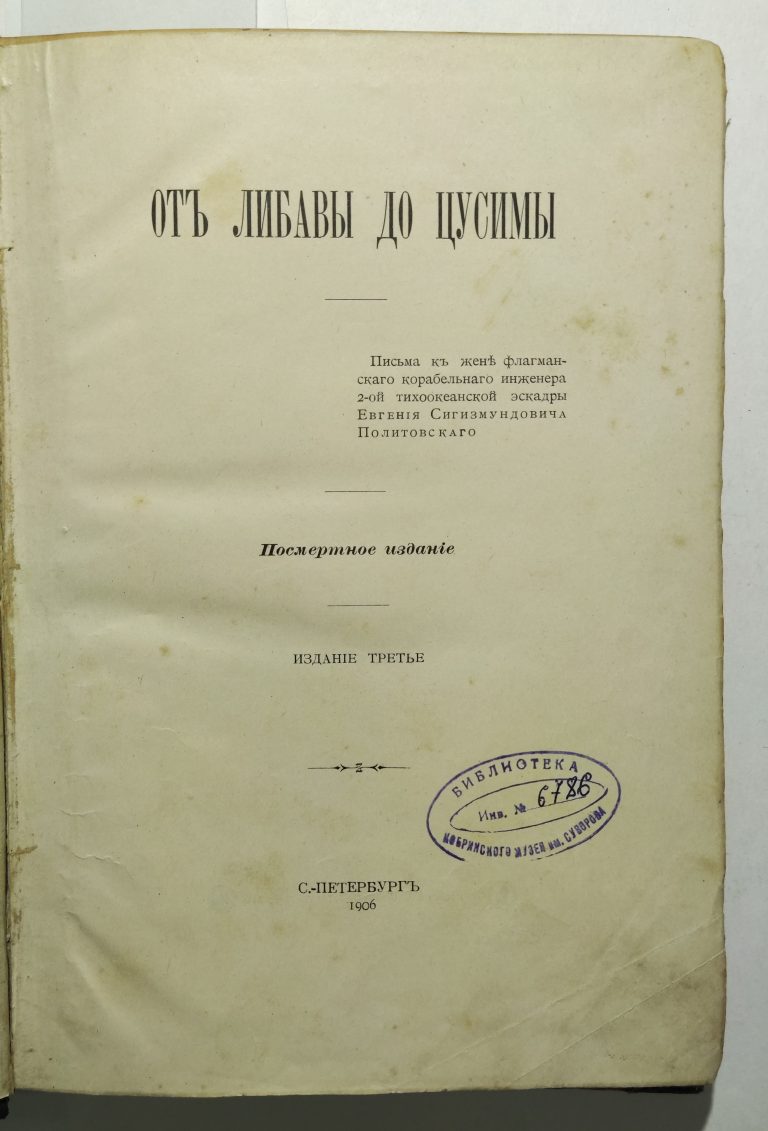 ОТЪ ЛИБАВЫ ДО ЦУСИМЫ
Письма къ женѣ флагман-
скаго корабельнаго инженера
2-ой тихоокеанской эскадры
Евгенія Сигизмундовича
Политовскаго
Посмертное изданіе
ИЗДАНІЕ ТРЕТЬЕ
БИБЛИОТЕКА
Инв. № 6786
КОБРИНСКОГО МУЗЕЯ им. СУВОРОВА
С.-ПЕТЕРБУРГЪ
1906